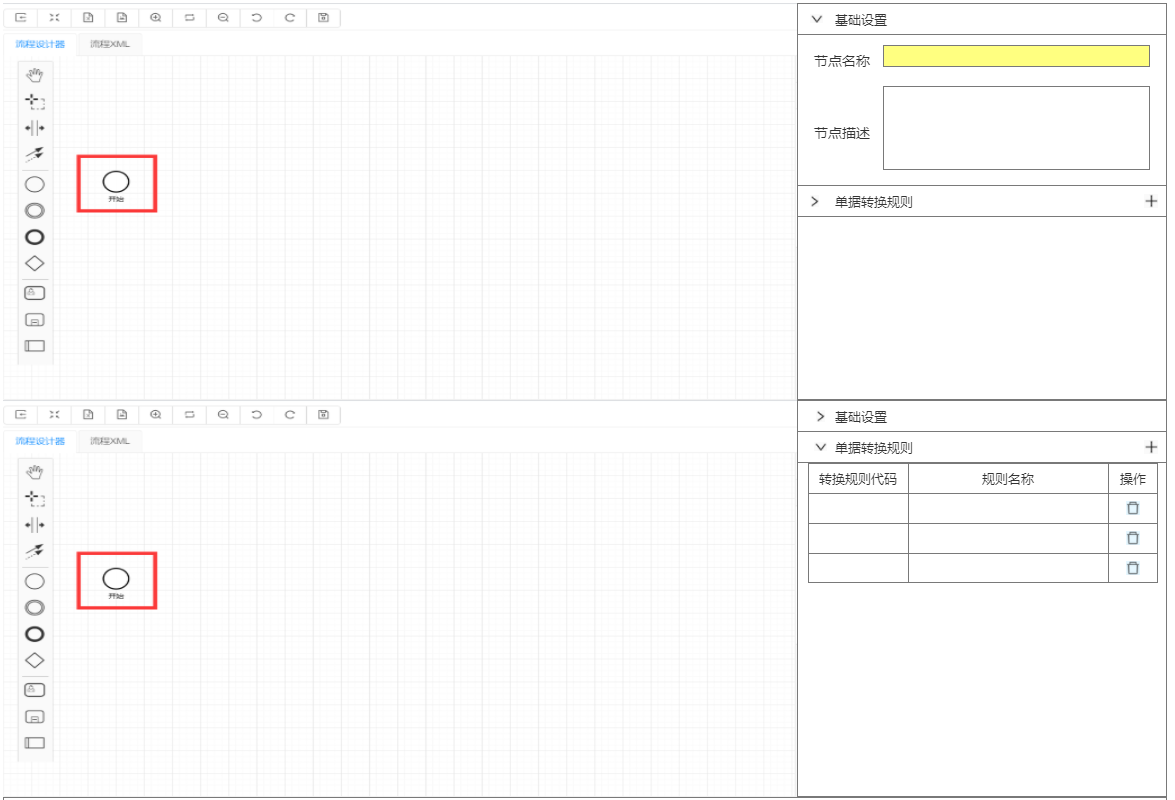 流程设计器 流程XML
开始
基础设置
节点名称
节点描述
单据转换规则
流程设计器 流程XML
开始
基础设置
单据转换规则
转换规则代码 规则名称 操作